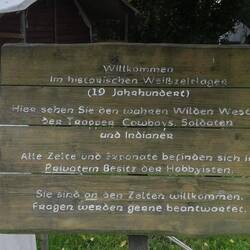 Willkommen
Im historischen Weißzeltlager
(19 Jahrhundert)
Hier sehen Sie den wahren Wilden West
der Trapper, Cowboys, Soldaten
und Indianer
Alle Zelte und Exponate befinden sich im
Privatem Besitz der Hobbyisten.
Sie sind an den Zelten willkommen.
Fragen werden gerne beantwortet.